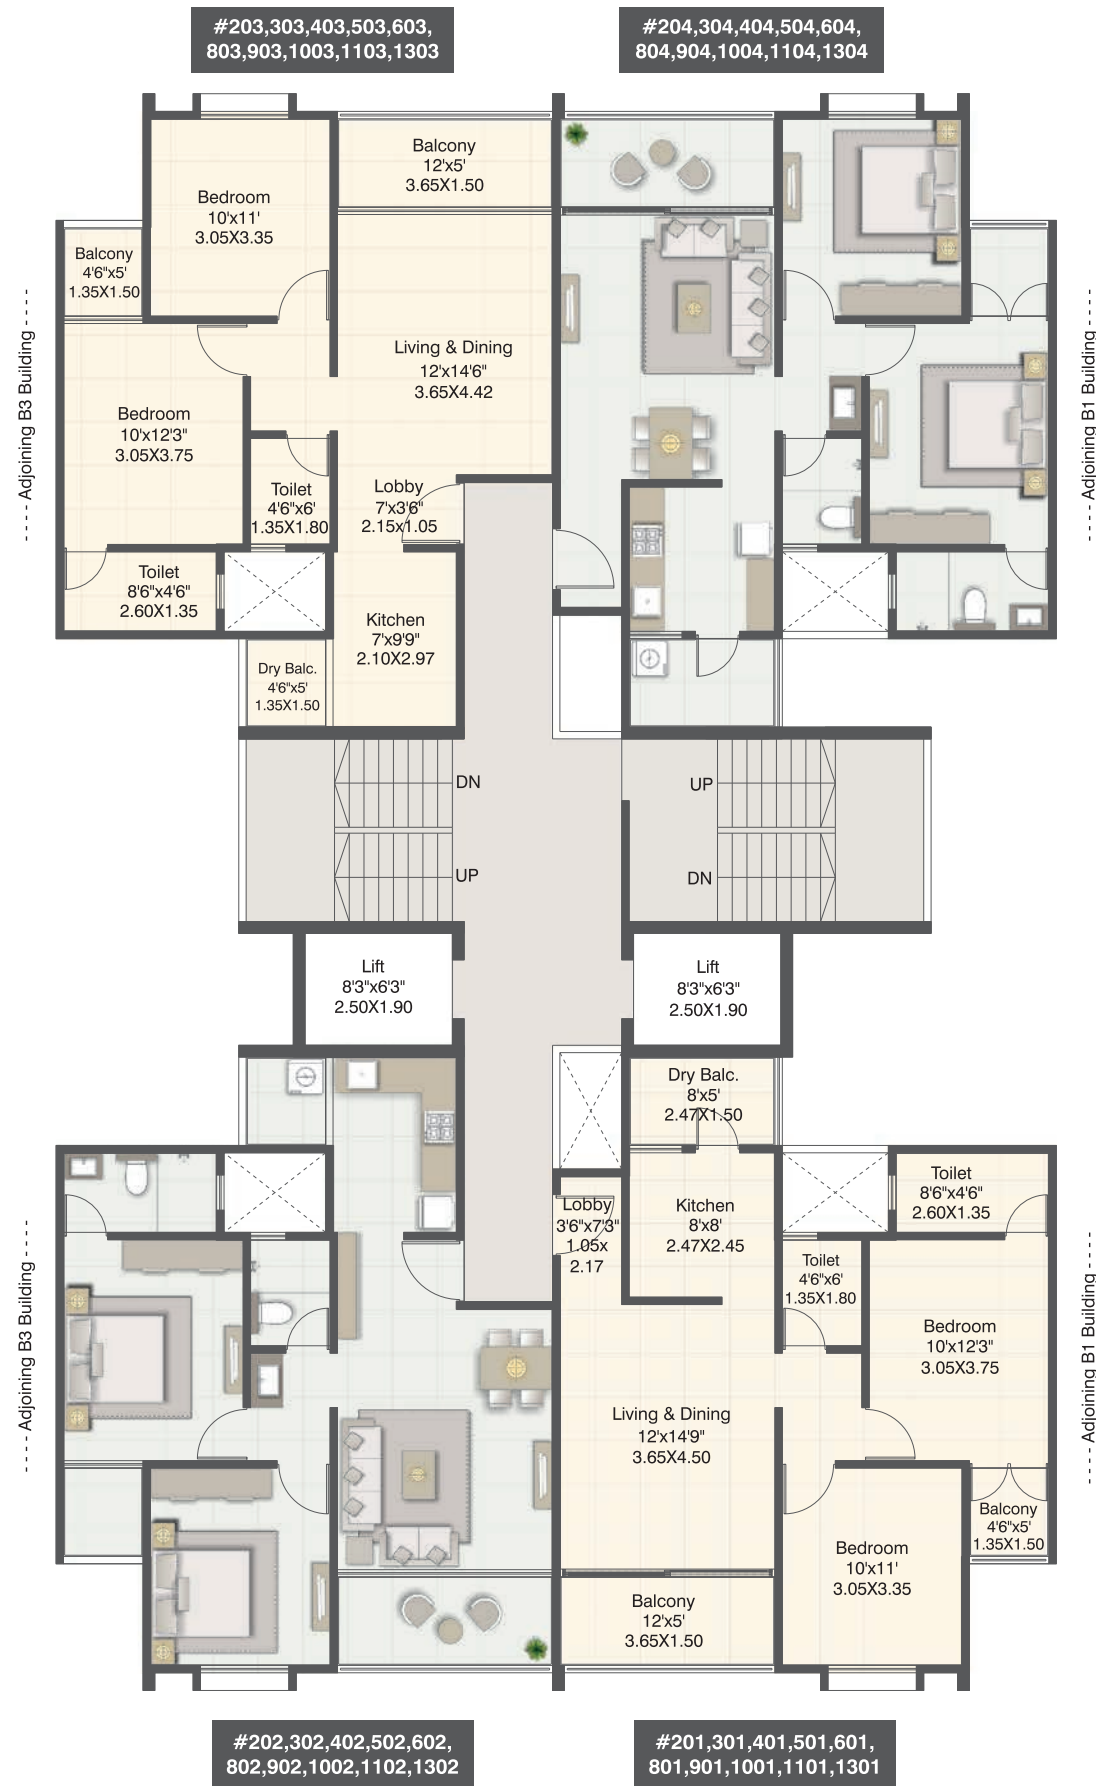 #203,303,403,503,603,
803,903,1003,1103,1303
#204,304,404,504,604,
804,904,1004,1104,1304
Balcony
12'x5'
3.65X1.50
Bedroom
10'x11'
3.05X3.35
Balcony
4'6"x5'
1.35X1.50
---- Adjoining B3 Building ----
---- Adjoining B1 Building ----
Living & Dining
12'x14'6"
3.65X4.42
Bedroom
10'x12'3"
3.05X3.75
Toilet
4'6"x6'
1.35X1.80
Lobby
7'x3'6"
2.15x1.05
Toilet
8'6"x4'6"
2.60X1.35
Kitchen
7'x9'9"
2.10X2.97
Dry Balc.
4'6"x5'
1.35X1.50
DN
UP
UP
DN
Lift
8'3"x6'3"
2.50X1.90
Lift
8'3"x6'3"
2.50X1.90
Dry Balc.
8'x5'
2.47X1.50
Lobby
3'6"x7'3"
1.05x
2.17
Kitchen
8'x8'
2.47X2.45
Toilet
8'6"x4'6"
2.60X1.35
Toilet
4'6"x6'
1.35X1.80
Bedroom
10'x12'3"
3.05X3.75
---- Adjoining B3 Building ----
---- Adjoining B1 Building ----
Living & Dining
12'x14'9"
3.65X4.50
Balcony
4'6"x5'
1.35X1.50
Bedroom
10'x11'
3.05X3.35
Balcony
12'x5'
3.65X1.50
#202,302,402,502,602,
802,902,1002,1102,1302
#201,301,401,501,601,
801,901,1001,1101,1301